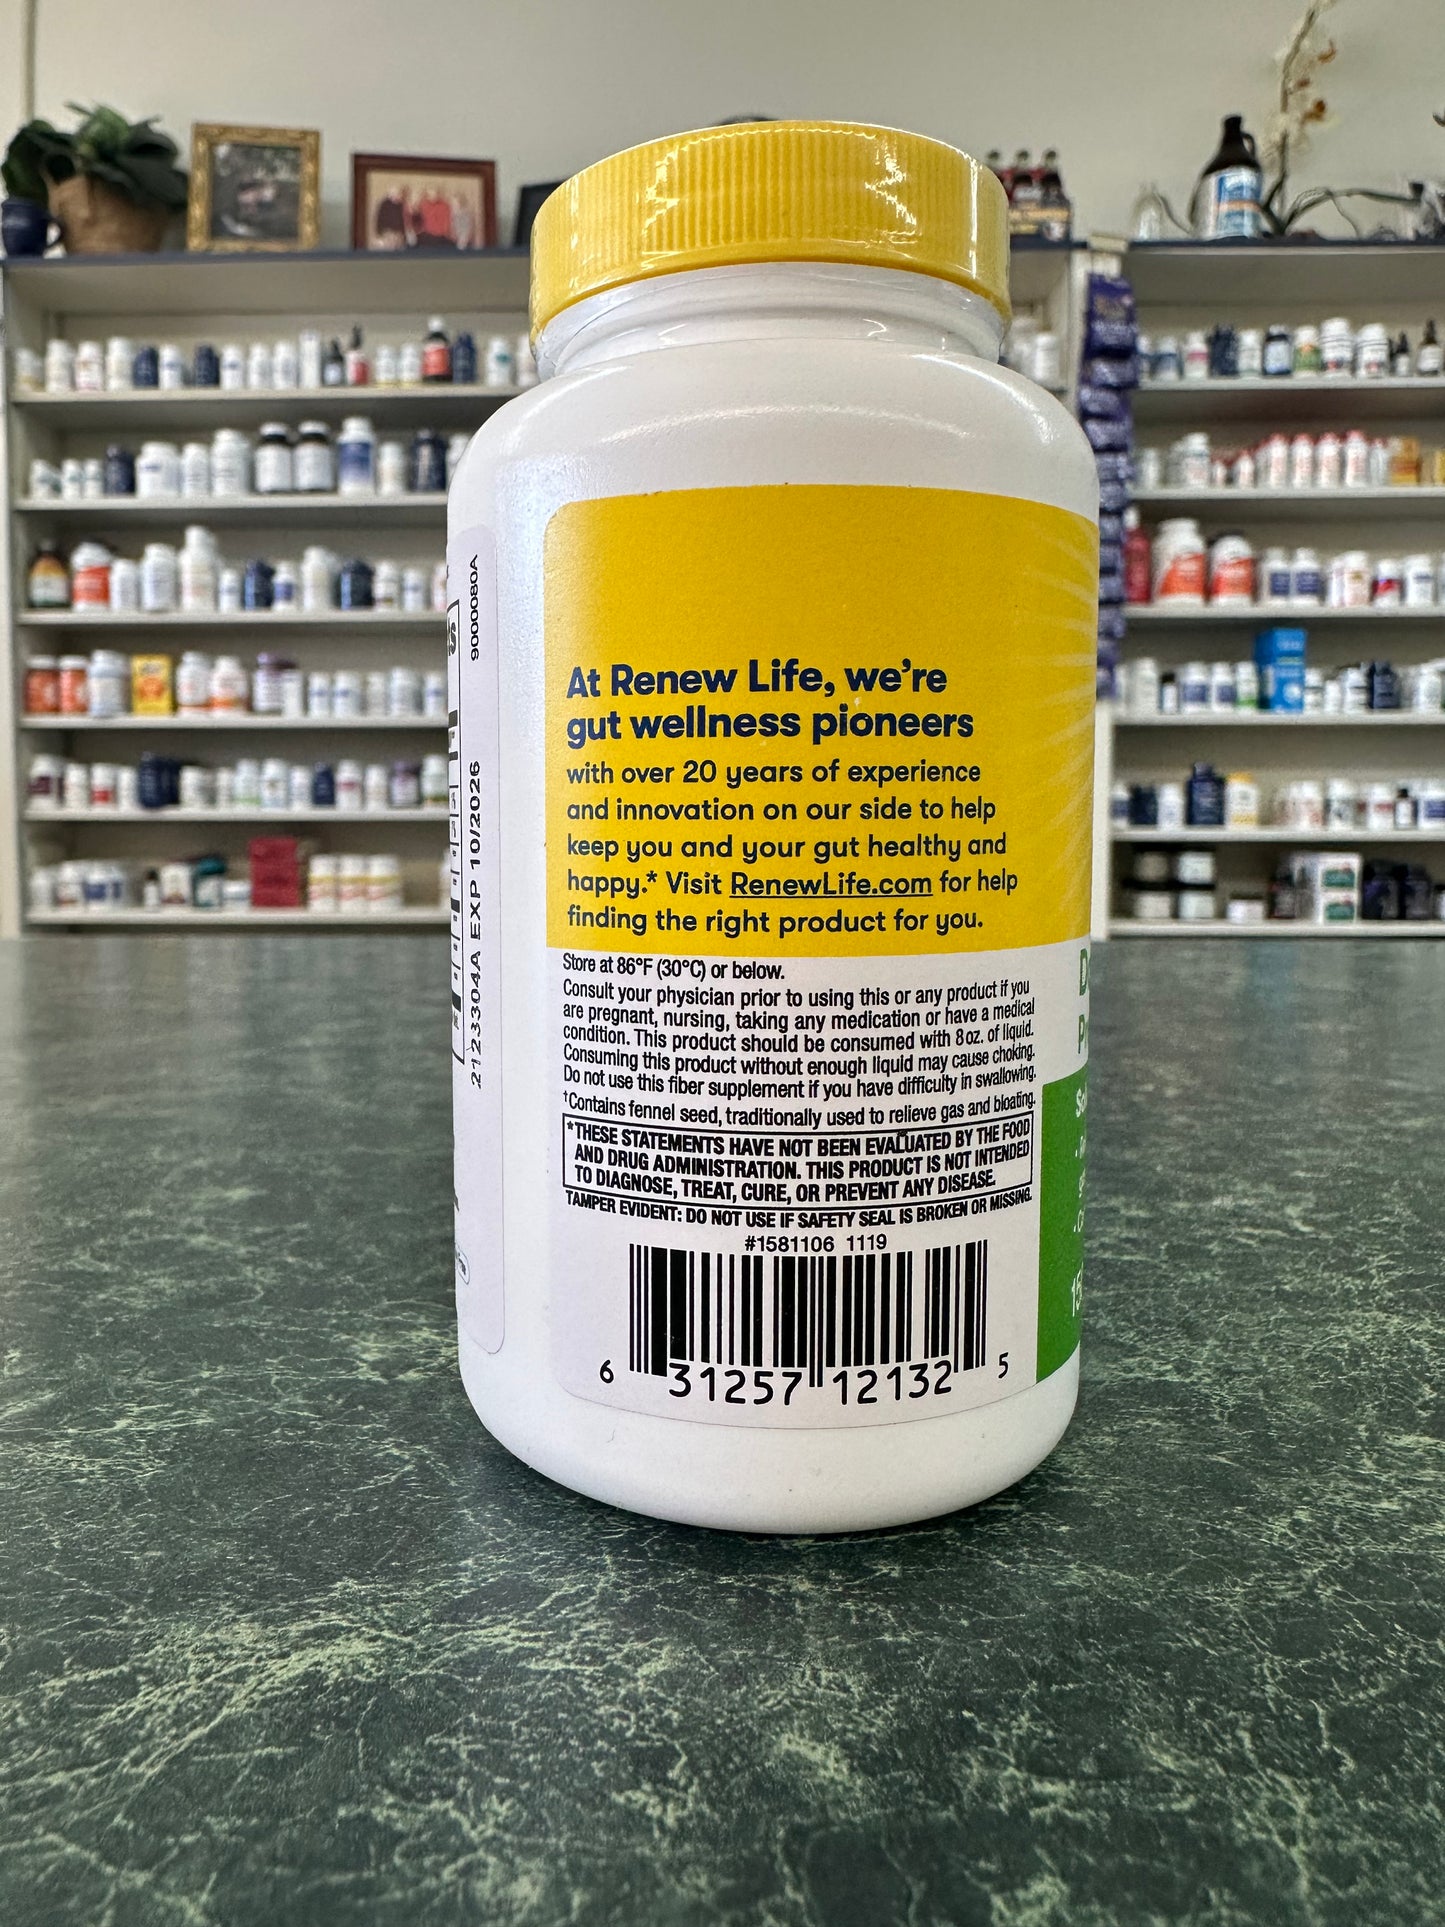 At Renew Life, we're
gut wellness pioneers
with over 20 years of experience
and innovation on our side to help
keep you and your gut healthy and
happy.* Visit RenewLife.com for help
finding the right product for you.
Store at 86°F (30°C) or below.
Consult your physician prior to using this or any product if you
are pregnant, nursing, taking any medication or have a medical
condition. This product should be consumed with 8 oz. of liquid.
Consuming this product without enough liquid may cause choking.
Do not use this fiber supplement if you have difficulty in swallowing.
†Contains fennel seed, traditionally used to relieve gas and bloating.
*THESE STATEMENTS HAVE NOT BEEN EVALUATED BY THE FOOD
AND DRUG ADMINISTRATION. THIS PRODUCT IS NOT INTENDED
TO DIAGNOSE, TREAT, CURE, OR PREVENT ANY DISEASE.
TAMPER EVIDENT: DO NOT USE IF SAFETY SEAL IS BROKEN OR MISSING.
#1581106 1119
6 31257 12132 5
2123304A EXP 10/2026 9000080A